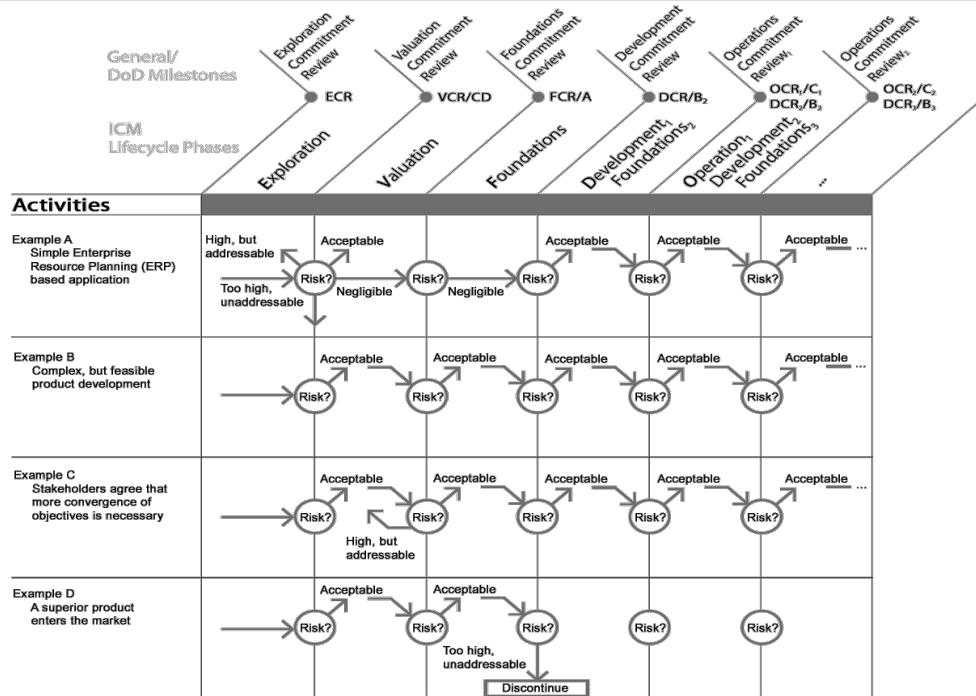 General/
DoD Milestones
Exploration
Commitment
Review
Valuation
Commitment
Review
Foundations
Commitment
Review
Development
Commitment
Review
Operations
Commitment
Review₁
Operations
Commitment
Review₂
ECR
VCR/CD
FCR/A
DCR/B₂
OCR₁/C₁
DCR₂/B₂
OCR₂/C₂
DCR₃/B₃
ICM
Lifecycle Phases
Exploration
Valuation
Foundations
Development₁
Foundations₂
Operation₁
Development₂
Foundations₃
...
Activities
Example A
Simple Enterprise
Resource Planning (ERP)
based application
High, but
addressable
Acceptable
Acceptable
Acceptable
Acceptable ...
Risk?
Risk?
Risk?
Risk?
Risk?
Too high,
unaddressable
Negligible
Negligible
Example B
Complex, but feasible
product development
Acceptable
Acceptable
Acceptable
Acceptable
Acceptable ...
Risk?
Risk?
Risk?
Risk?
Risk?
Example C
Stakeholders agree that
more convergence of
objectives is necessary
Acceptable
Acceptable
Acceptable
Acceptable
Acceptable ...
Risk?
Risk?
Risk?
Risk?
Risk?
High, but
addressable
Example D
A superior product
enters the market
Acceptable
Acceptable
Risk?
Risk?
Risk?
Risk?
Risk?
Too high,
unaddressable
Discontinue